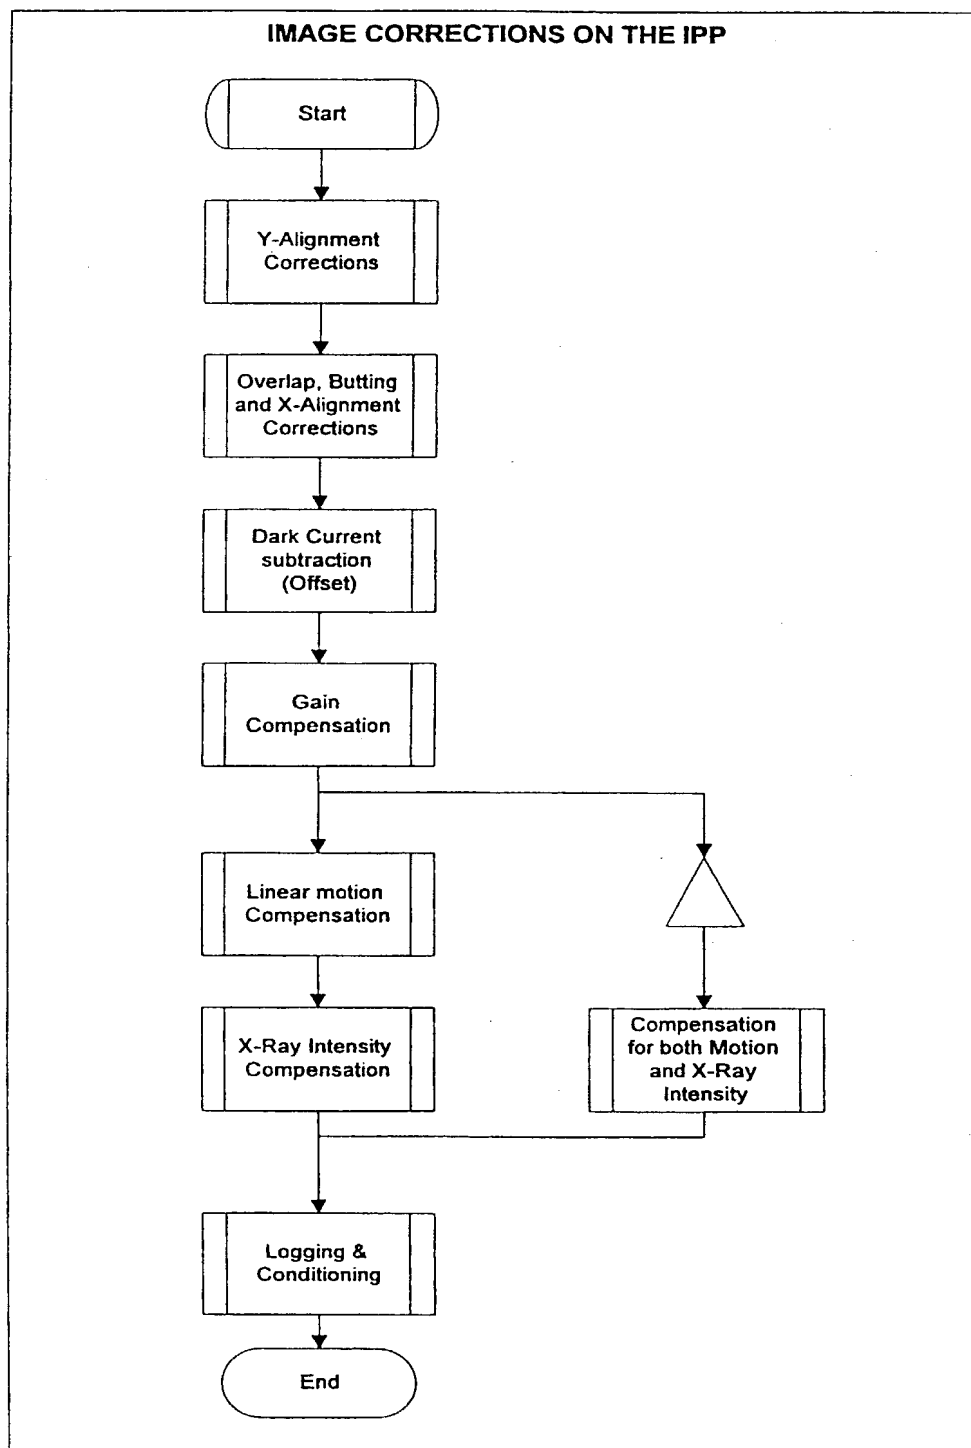 IMAGE CORRECTIONS ON THE IPP
Start
Y-Alignment
Corrections
Overlap, Butting
and X-Alignment
Corrections
Dark Current
subtraction
(Offset)
Gain
Compensation
Linear motion
Compensation
X-Ray Intensity
Compensation
Compensation
for both Motion
and X-Ray
Intensity
Logging &
Conditioning
End